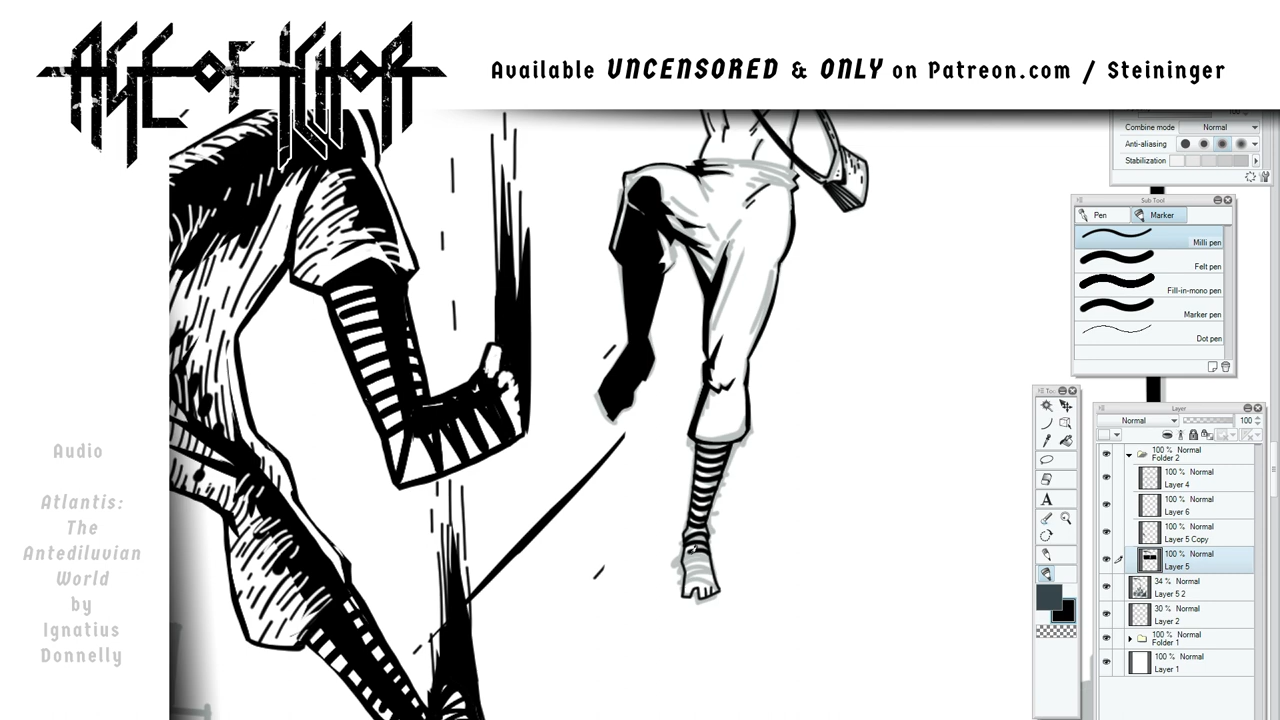 AGE OF ICHOR
Available UNCENSORED & ONLY on Patreon.com / Steininger
Combine mode Normal
Anti-aliasing
Stabilization
Sub Tool
Pen Marker
Milli pen
Felt pen
Fill-in-mono pen
Marker pen
Dot pen
Layer
Normal 100
100 % Normal
Folder 2
100 % Normal
Layer 4
100 % Normal
Layer 6
100 % Normal
Layer 5 Copy
100 % Normal
Layer 5
34 % Normal
Layer 5 2
30 % Normal
Layer 2
100 % Normal
Folder 1
100 % Normal
Layer 1
A
Audio
Atlantis:
The
Antediluvian
World
by
Ignatius
Donnelly